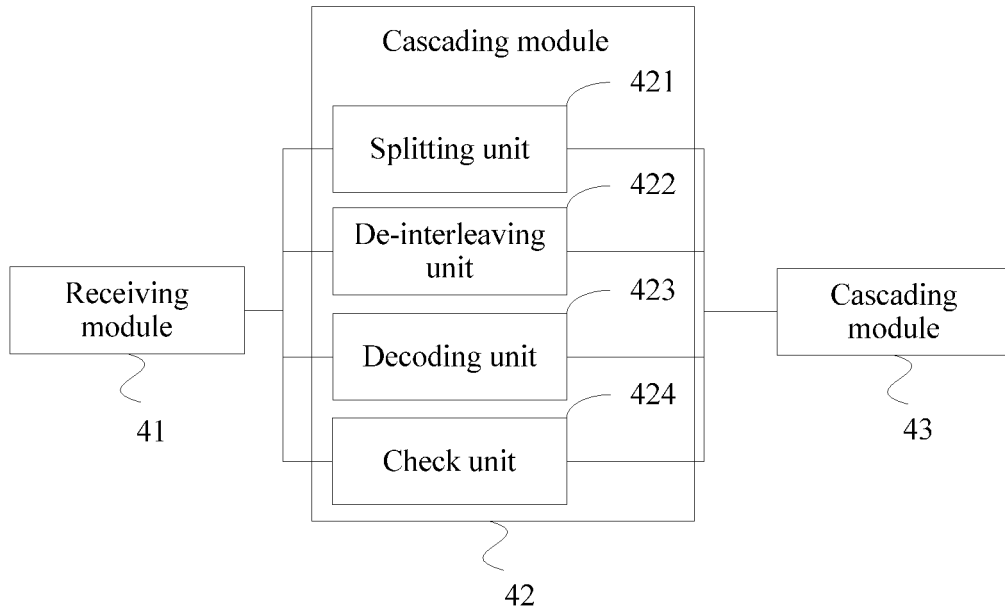 Cascading module
421
Splitting unit
422
De-interleaving
unit
423
Decoding unit
424
Check unit
42
Receiving
module
41
Cascading
module
43